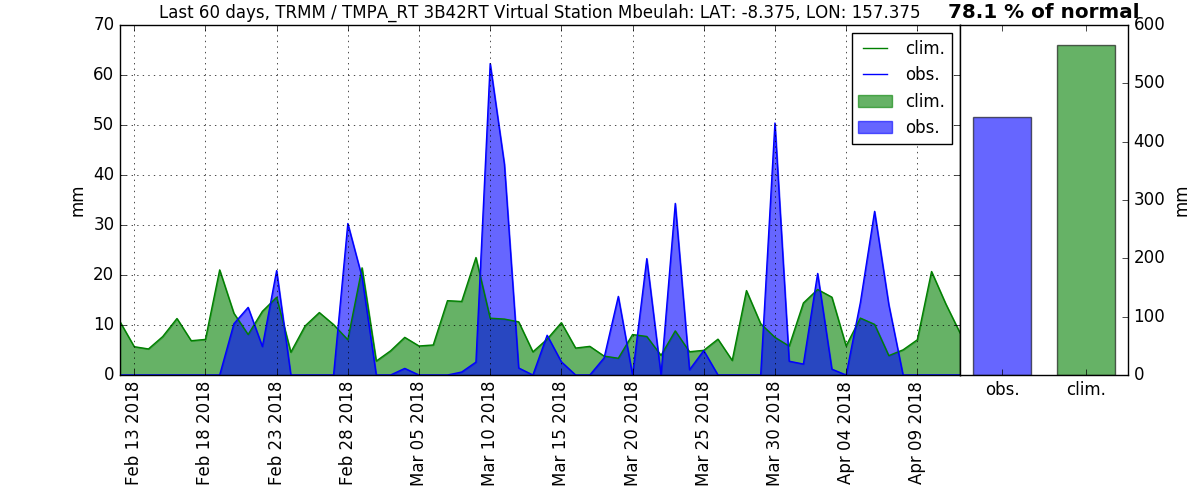 Last 60 days, TRMM / TMPA_RT 3B42RT Virtual Station Mbeulah: LAT: -8.375, LON: 157.375
78.1 % of normal
70
60
50
40
30
20
10
0
mm
clim.
obs.
clim.
obs.
600
500
400
300
200
100
0
mm
obs.
clim.
Feb 13 2018
Feb 18 2018
Feb 23 2018
Feb 28 2018
Mar 05 2018
Mar 10 2018
Mar 15 2018
Mar 20 2018
Mar 25 2018
Mar 30 2018
Apr 04 2018
Apr 09 2018